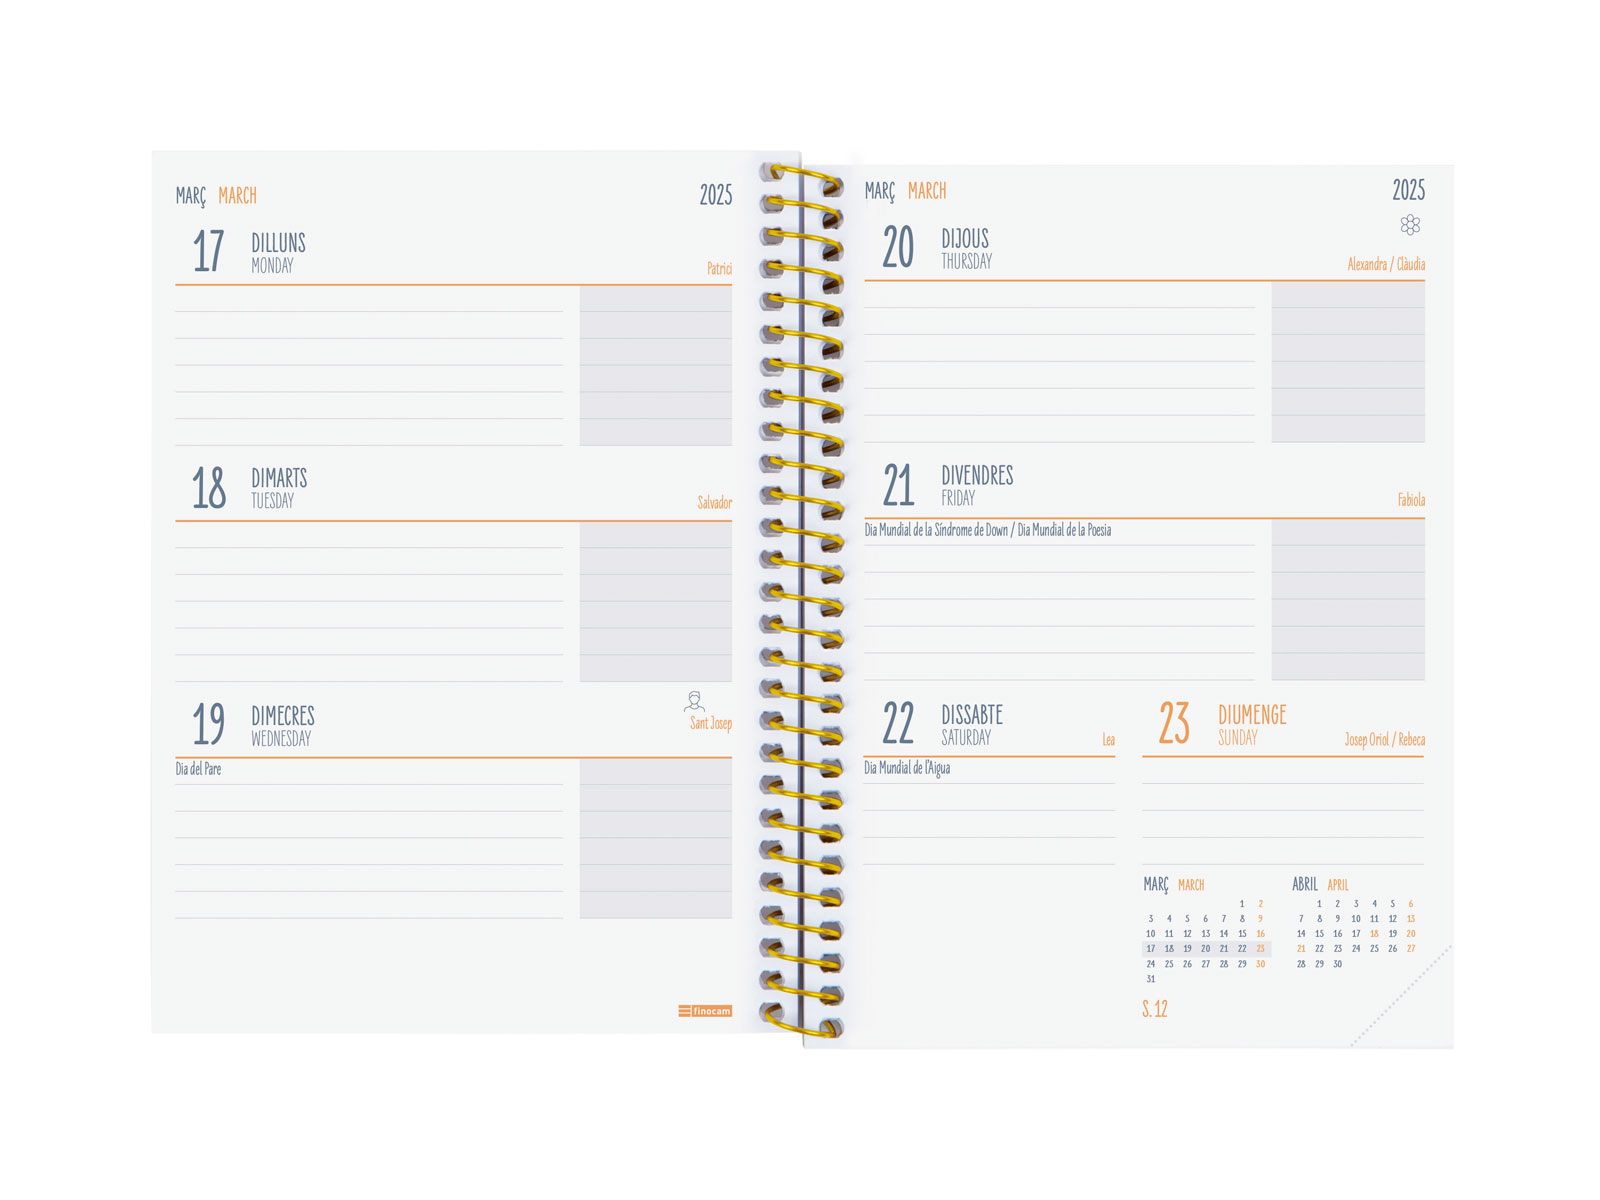 MARÇ MARCH 2025
17 DILLUNS
MONDAY
Patrici
18 DIMARTS
TUESDAY
Salvador
19 DIMECRES
WEDNESDAY
Sant Josep
Dia del Pare
finocam
MARÇ MARCH 2025
20 DIJOUS
THURSDAY
Alexandra / Clàudia
21 DIVENDRES
FRIDAY
Fabiola
Dia Mundial de la Síndrome de Down / Dia Mundial de la Poesia
22 DISSABTE
SATURDAY
Lea
Dia Mundial de l'Aigua
23 DIUMENGE
SUNDAY
Josep Oriol / Rebeca
MARÇ MARCH
1 2
3 4 5 6 7 8 9
10 11 12 13 14 15 16
17 18 19 20 21 22 23
24 25 26 27 28 29 30
31
ABRIL APRIL
1 2 3 4 5 6
7 8 9 10 11 12 13
14 15 16 17 18 19 20
21 22 23 24 25 26 27
28 29 30
S. 12